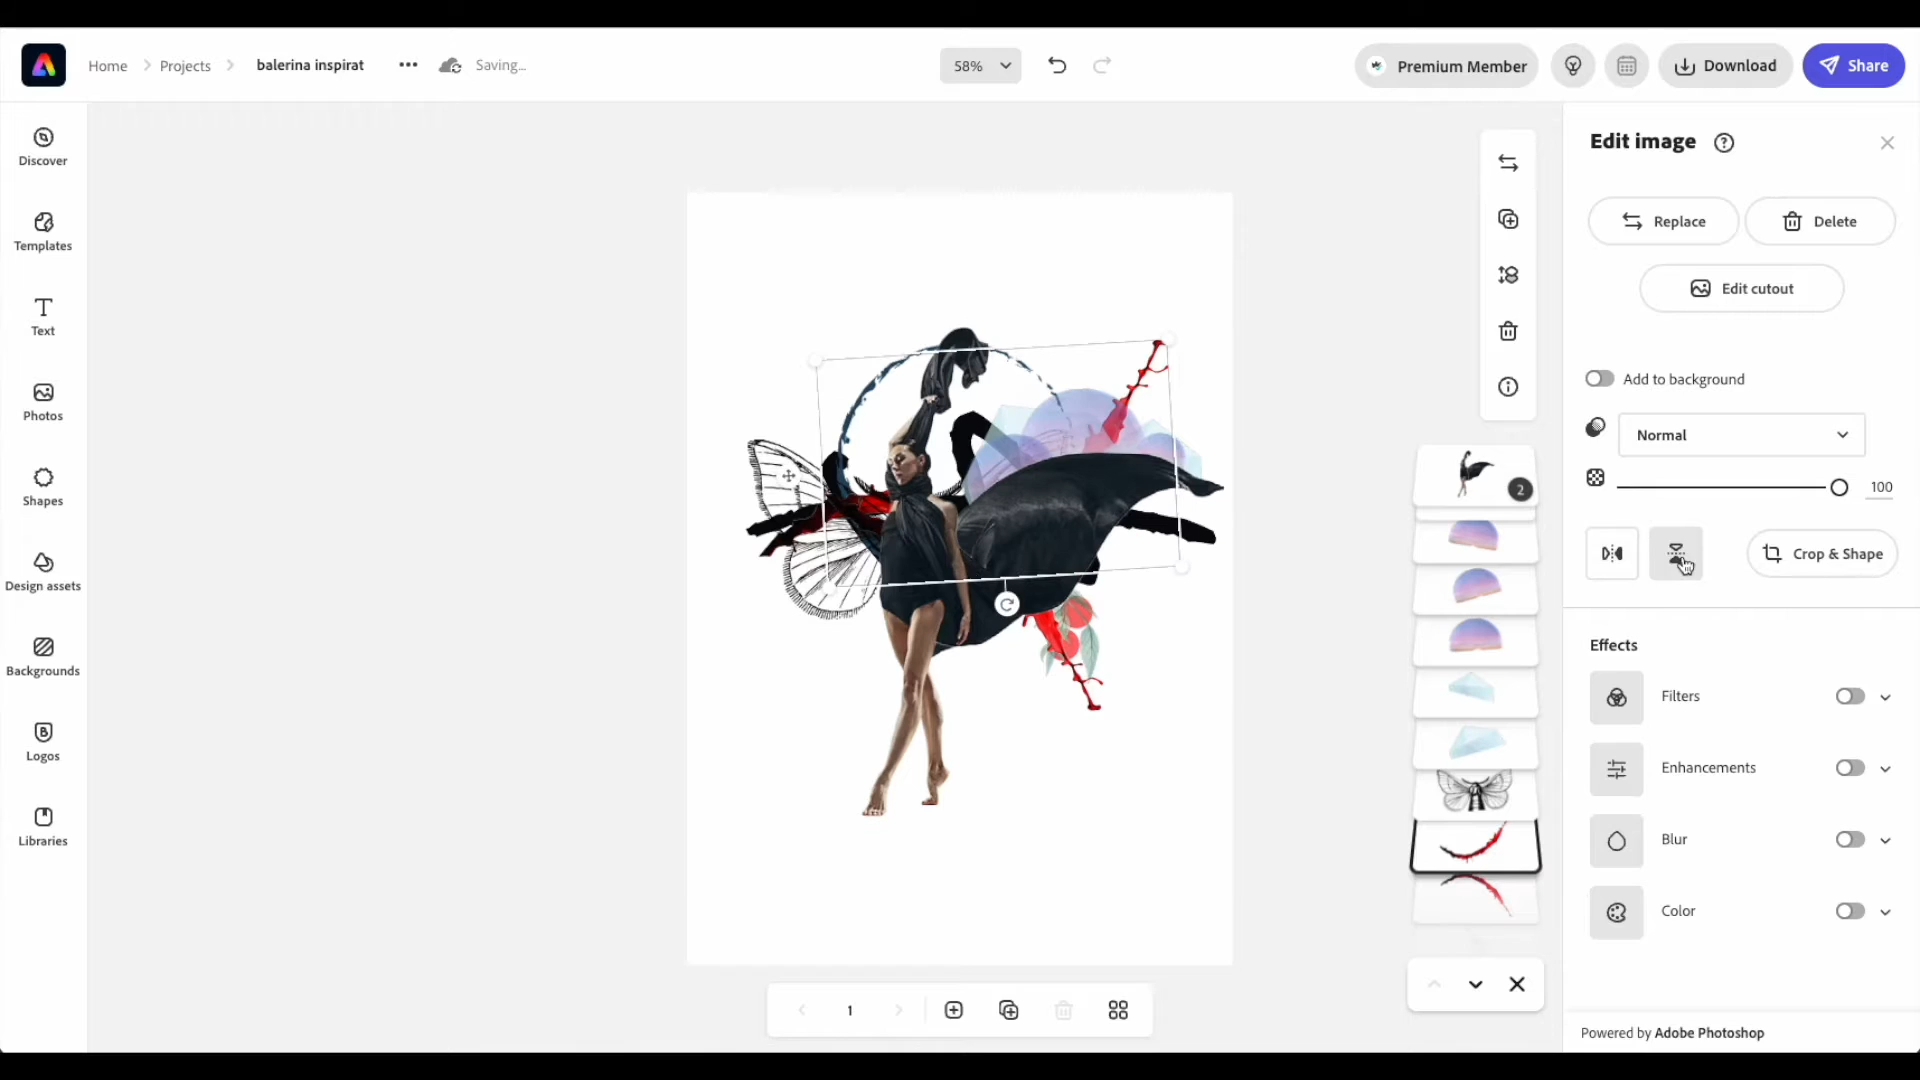 Home
Projects
balerina inspirat
Saving...
58%
Premium Member
Download
Share
Discover
Templates
Text
Photos
Shapes
Design assets
Backgrounds
Logos
Libraries
2
1
Edit image
Replace
Delete
Edit cutout
Add to background
Normal
100
Crop & Shape
Effects
Filters
Enhancements
Blur
Color
Powered by Adobe Photoshop